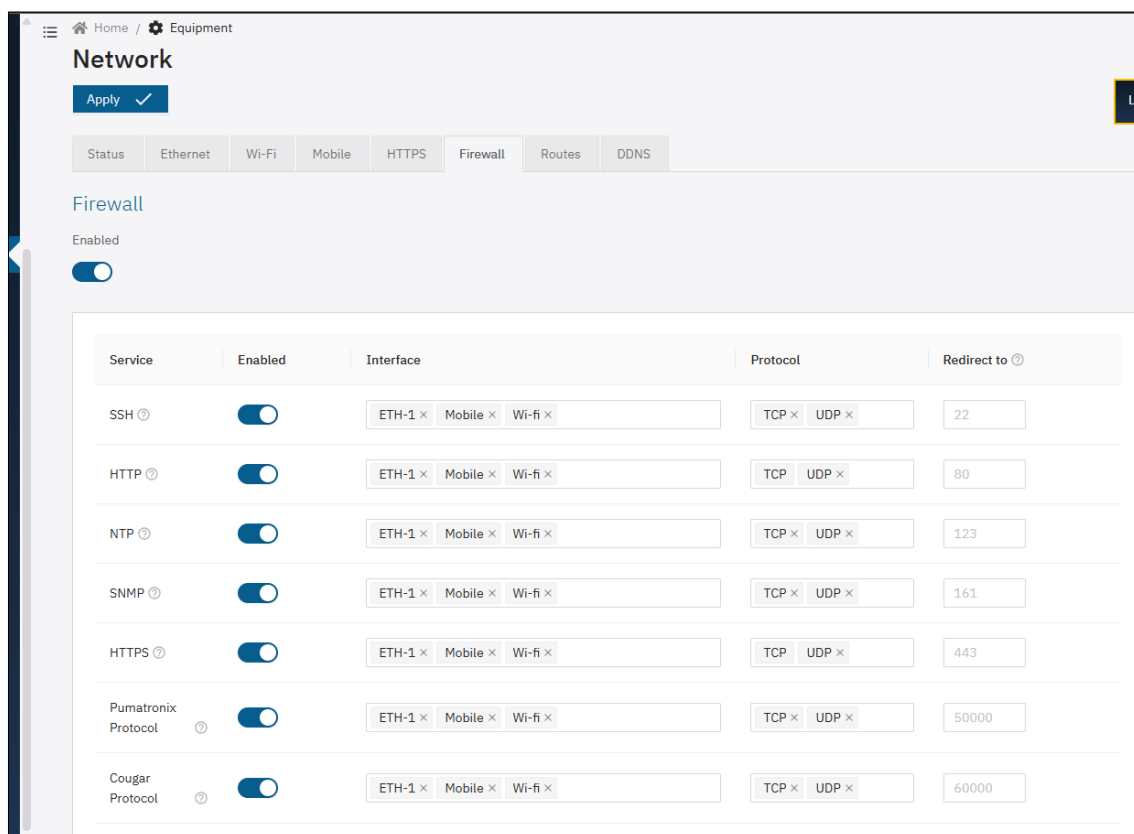 Home / Equipment
Network
Apply
L
Status Ethernet Wi-Fi Mobile HTTPS Firewall Routes DDNS
Firewall
Enabled
Service Enabled Interface Protocol Redirect to
SSH ETH-1 × Mobile × Wi-fi × TCP × UDP × 22
HTTP ETH-1 × Mobile × Wi-fi × TCP UDP × 80
NTP ETH-1 × Mobile × Wi-fi × TCP × UDP × 123
SNMP ETH-1 × Mobile × Wi-fi × TCP × UDP × 161
HTTPS ETH-1 × Mobile × Wi-fi × TCP UDP × 443
Pumatronix
Protocol ETH-1 × Mobile × Wi-fi × TCP × UDP × 50000
Cougar
Protocol ETH-1 × Mobile × Wi-fi × TCP × UDP × 60000